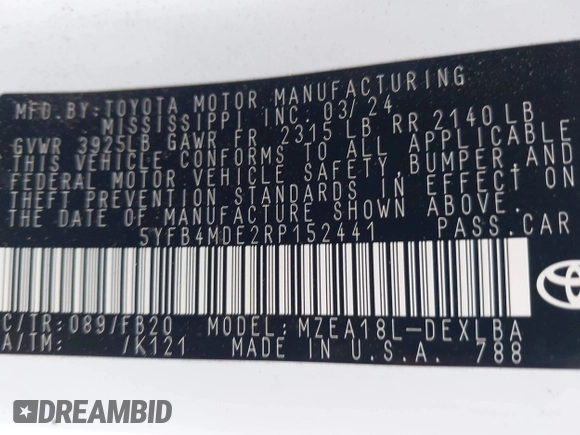 MFD.BY:TOYOTA MOTOR MANUFACTURING
MISSISSIPPI INC. 03/24
GVWR 3925LB GAWR FR 2315 LB RR 2140 LB
THIS VEHICLE CONFORMS TO ALL APPLICABLE
FEDERAL MOTOR VEHICLE SAFETY,BUMPER,AND
THEFT PREVENTION STANDARDS IN EFFECT ON
THE DATE OF MANUFACTURE SHOWN ABOVE.
5YFB4MDE2RP152441 PASS.CAR
C/TR:089/FB20 MODEL:MZEA18L-DEXLBA
A/TM: /K121 MADE IN U.S.A. 788
DREAMBID